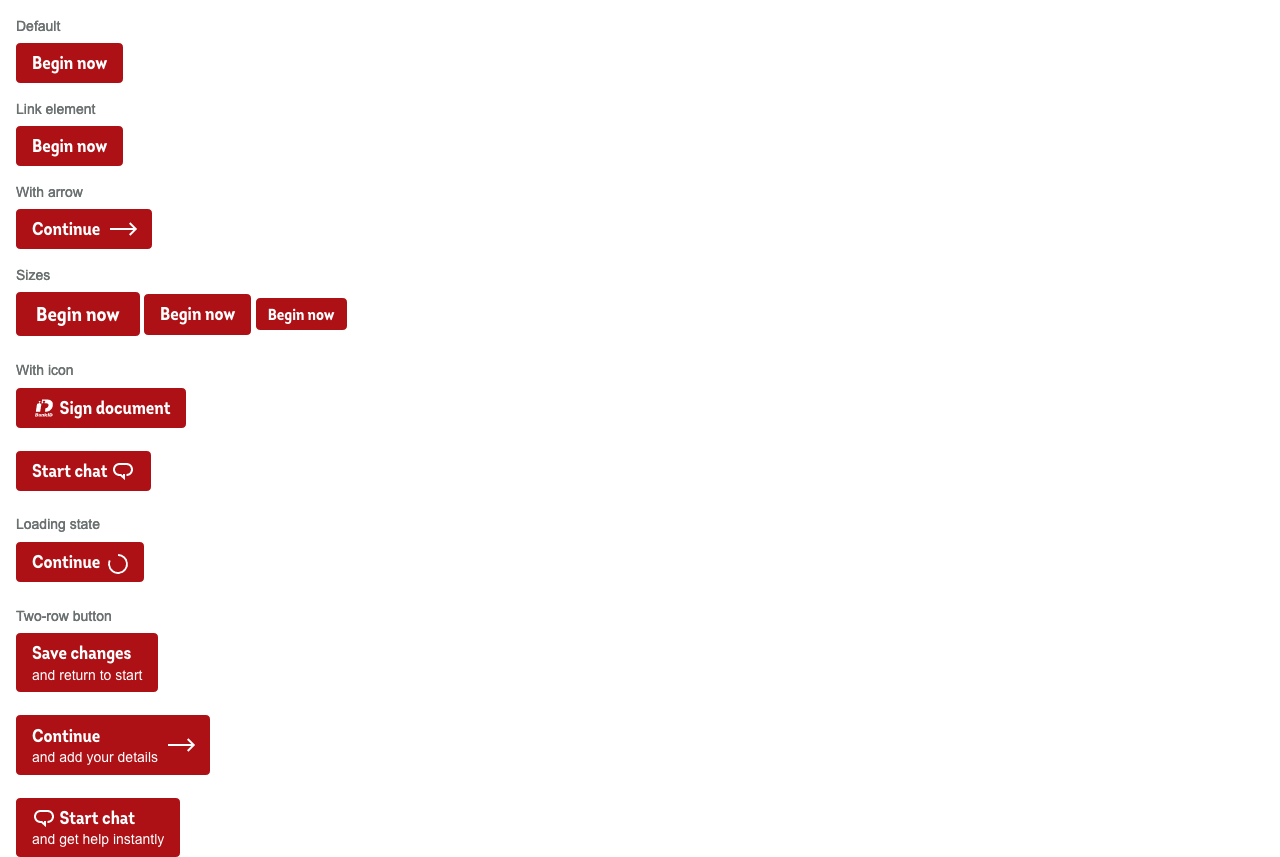 Default
Begin now
Link element
Begin now
With arrow
Continue
Sizes
Begin now Begin now Begin now
With icon
BankID Sign document
Start chat
Loading state
Continue
Two-row button
Save changes
and return to start
Continue
and add your details
Start chat
and get help instantly